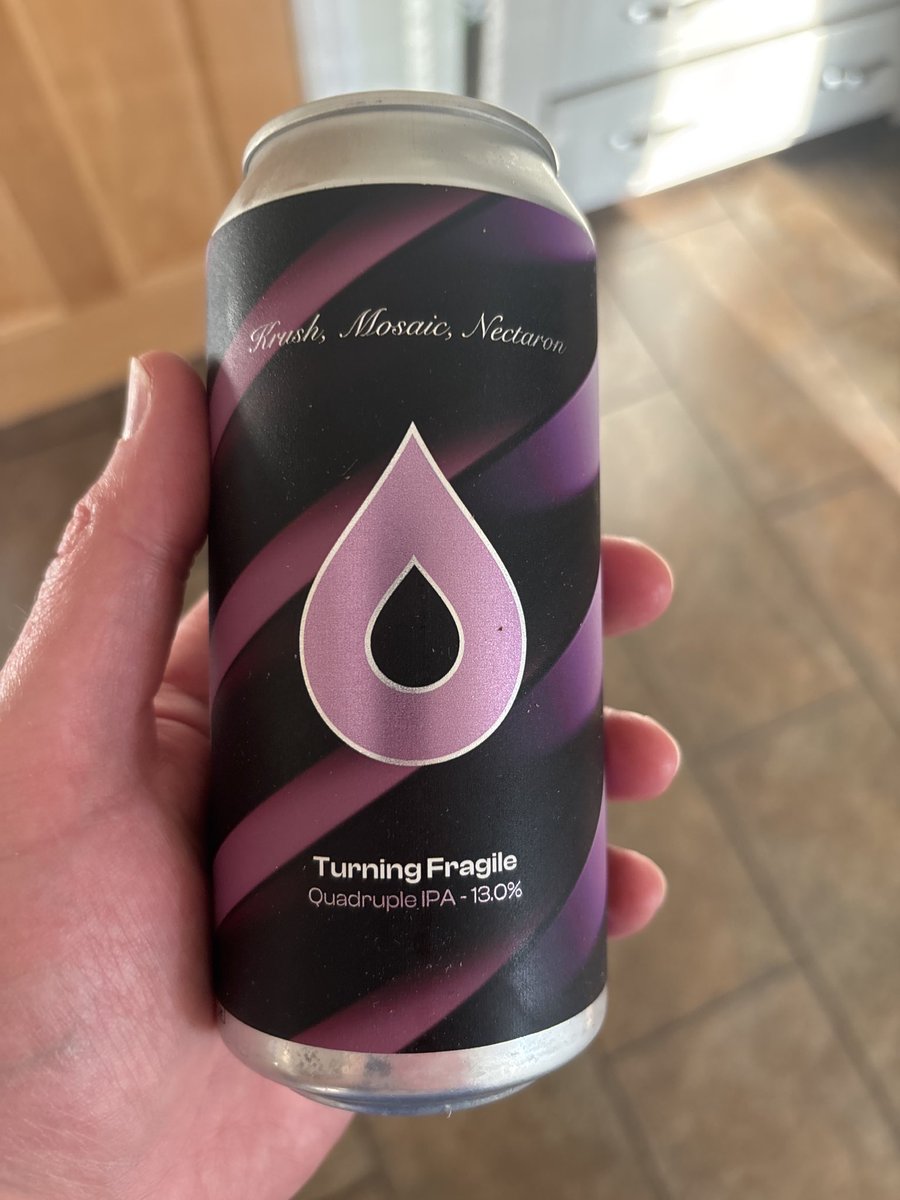 Krush, Mosaic, Nectaron
Turning Fragile
Quadruple IPA - 13.0%